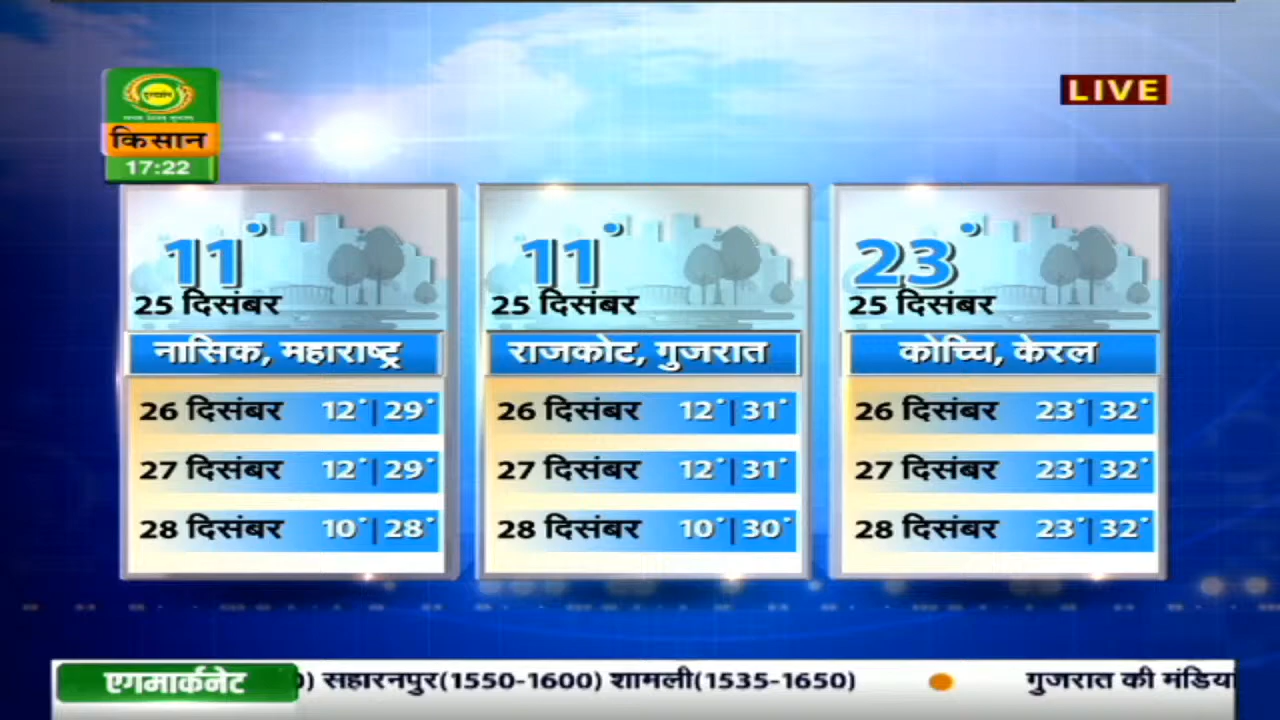 LIVE
दूरदर्शन
किसान
17:22
11°
25 दिसंबर
नासिक, महाराष्ट्र
26 दिसंबर 12° | 29°
27 दिसंबर 12° | 29°
28 दिसंबर 10° | 28°
11°
25 दिसंबर
राजकोट, गुजरात
26 दिसंबर 12° | 31°
27 दिसंबर 12° | 31°
28 दिसंबर 10° | 30°
23°
25 दिसंबर
कोच्चि, केरल
26 दिसंबर 23° | 32°
27 दिसंबर 23° | 32°
28 दिसंबर 23° | 32°
एगमार्कनेट 0) सहारनपुर(1550-1600) शामली(1535-1650) गुजरात की मंडिया